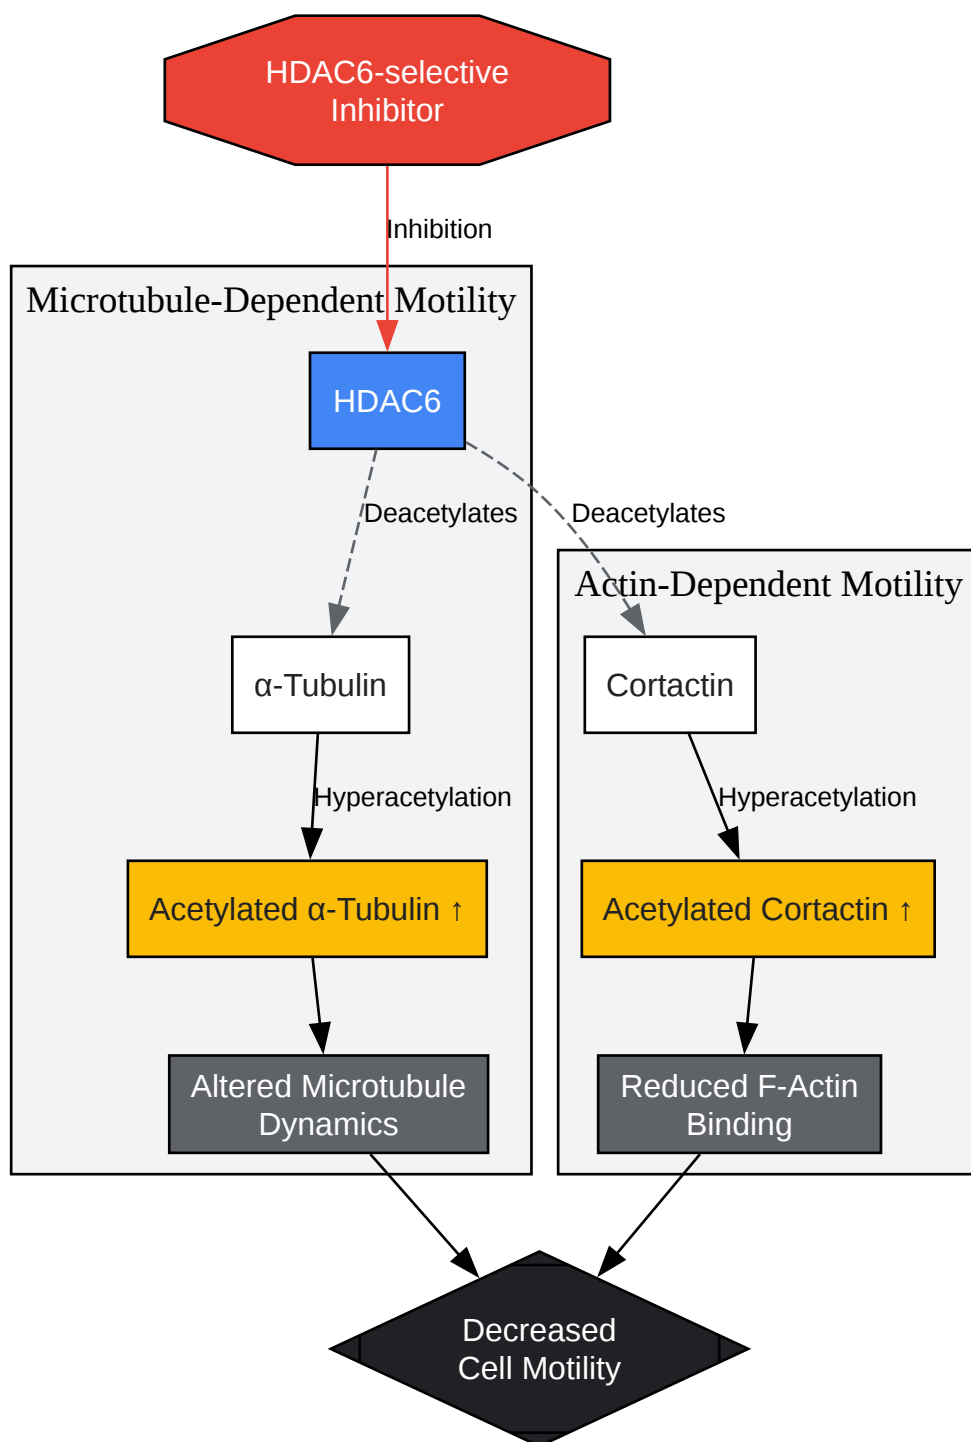 HDAC6-selective
Inhibitor
Inhibition
Microtubule-Dependent Motility
HDAC6
Deacetylates
Deacetylates
Actin-Dependent Motility
α-Tubulin
Cortactin
Hyperacetylation
Hyperacetylation
Acetylated α-Tubulin ↑
Acetylated Cortactin ↑
Altered Microtubule
Dynamics
Reduced F-Actin
Binding
Decreased
Cell Motility